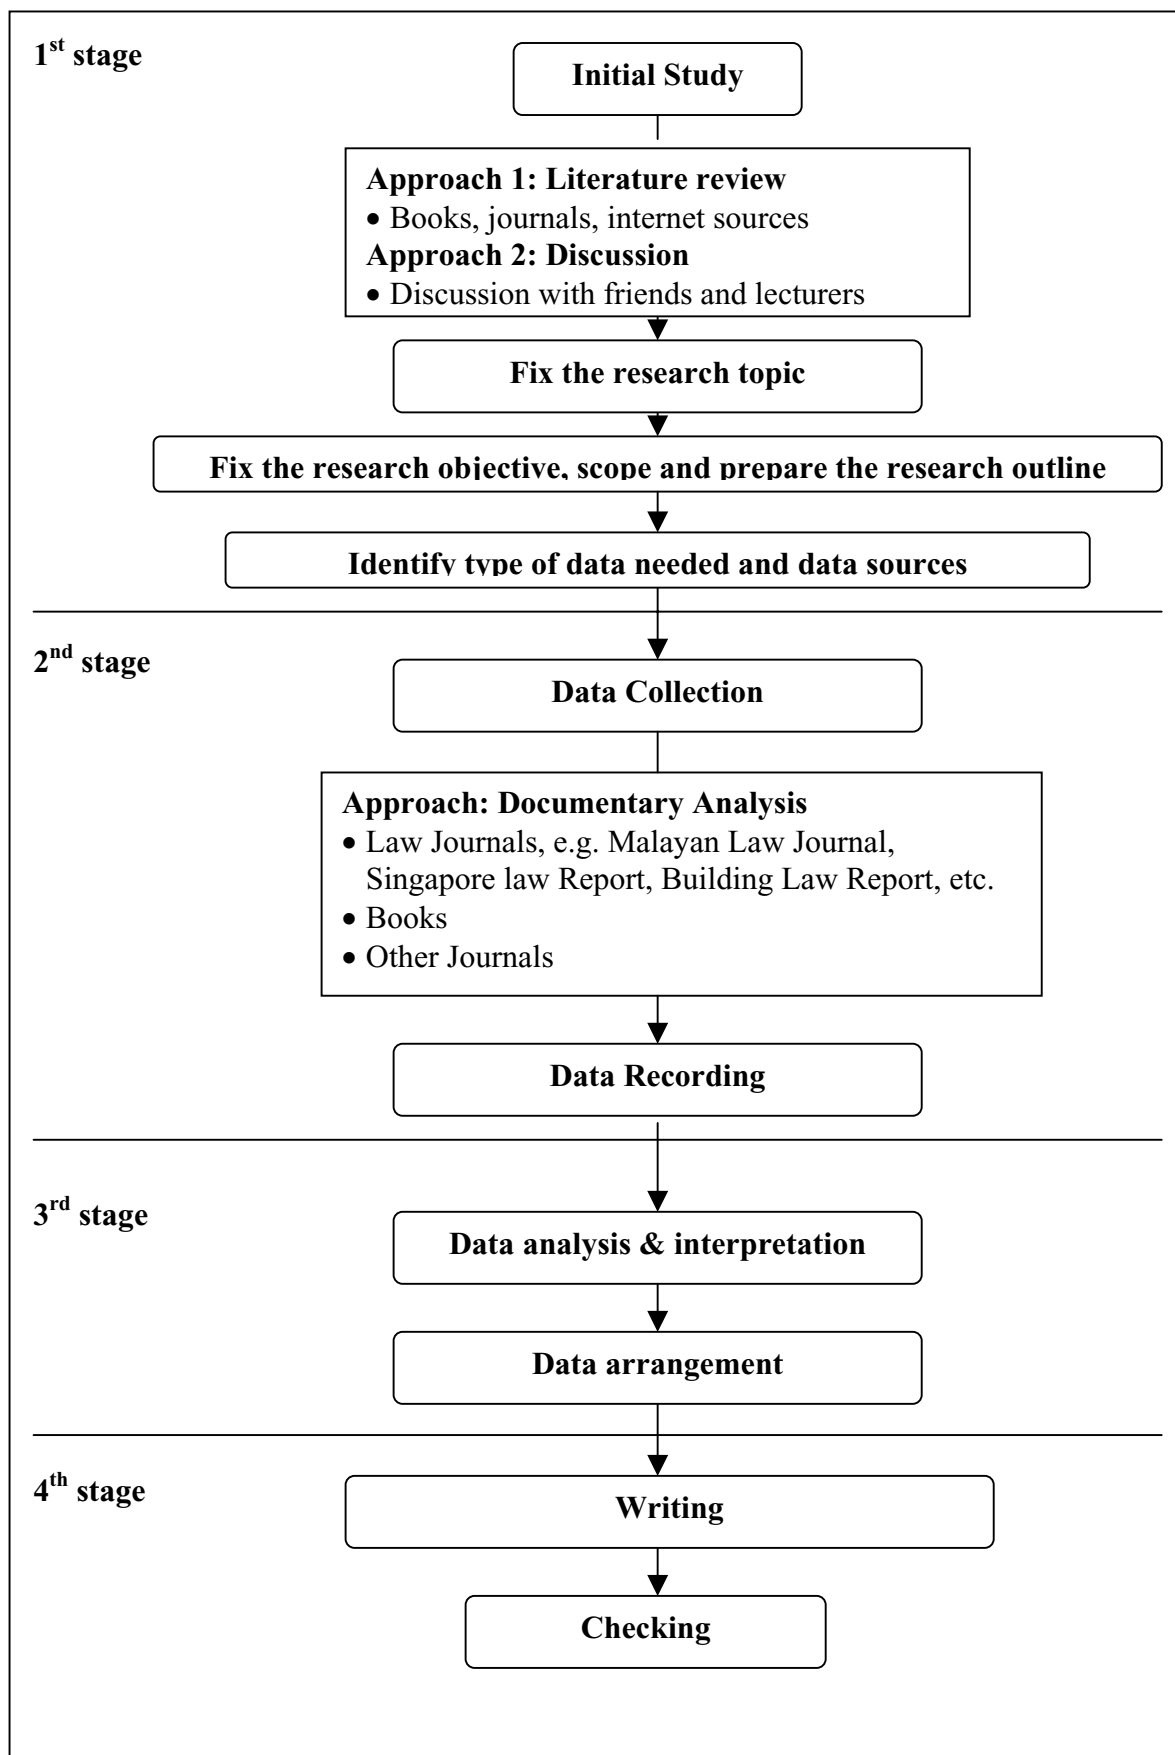 1st stage
Initial Study
Approach 1: Literature review
• Books, journals, internet sources
Approach 2: Discussion
• Discussion with friends and lecturers
Fix the research topic
Fix the research objective, scope and prepare the research outline
Identify type of data needed and data sources
2nd stage
Data Collection
Approach: Documentary Analysis
• Law Journals, e.g. Malayan Law Journal,
Singapore law Report, Building Law Report, etc.
• Books
• Other Journals
Data Recording
3rd stage
Data analysis & interpretation
Data arrangement
4th stage
Writing
Checking